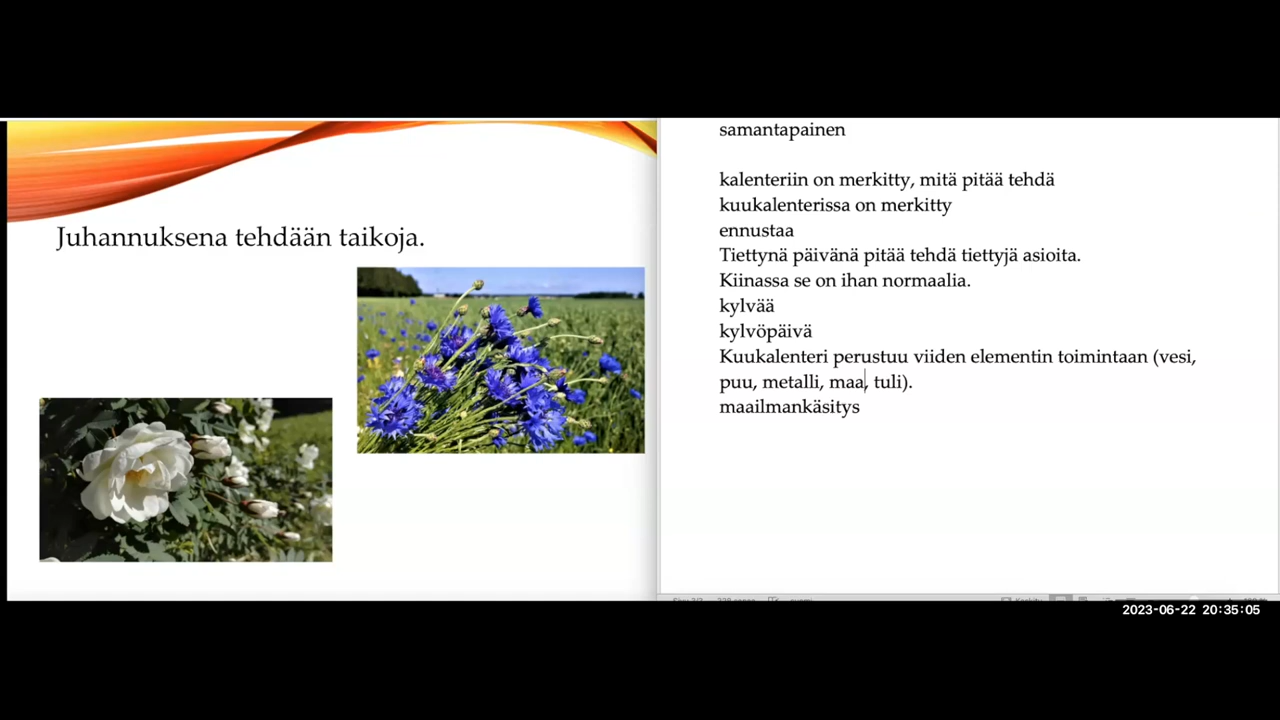 Juhannuksena tehdään taikoja.
samantapainen
kalenteriin on merkitty, mitä pitää tehdä
kuukalenterissa on merkitty
ennustaa
Tiettynä päivänä pitää tehdä tiettyjä asioita.
Kiinassa se on ihan normaalia.
kylvää
kylvöpäivä
Kuukalenteri perustuu viiden elementin toimintaan (vesi,
puu, metalli, maa, tuli).
maailmankäsitys
2023-06-22 20:35:05